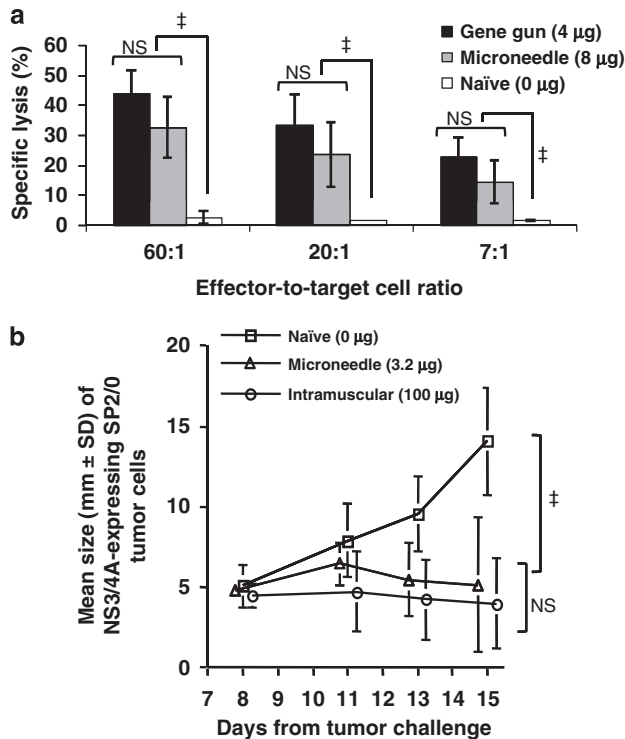 a
Gene gun (4 µg)
Microneedle (8 µg)
Naïve (0 µg)
Specific lysis (%)
60
50
40
30
20
10
0
NS
‡
NS
‡
NS
‡
60:1
20:1
7:1
Effector-to-target cell ratio
b
Naïve (0 µg)
Microneedle (3.2 µg)
Intramuscular (100 µg)
Mean size (mm ± SD) of
NS3/4A-expressing SP2/0
tumor cells
20
15
10
5
0
‡
NS
7 8 9 10 11 12 13 14 15
Days from tumor challenge